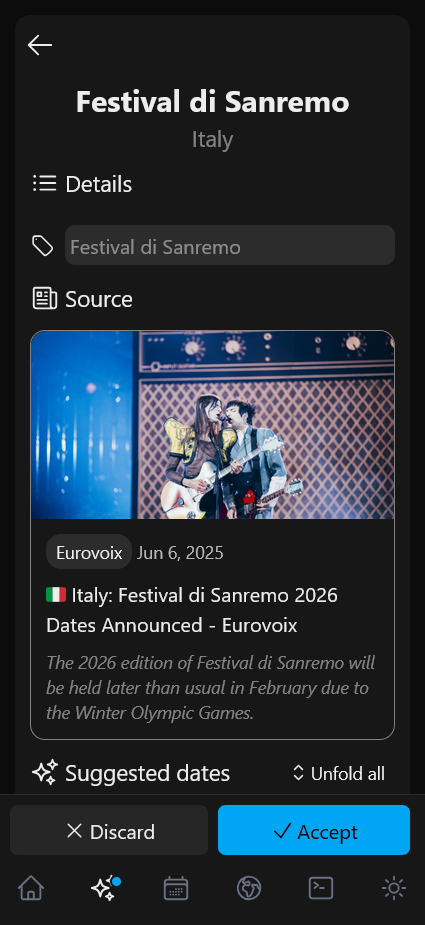 Festival di Sanremo
Italy
Details
Festival di Sanremo
Source
Eurovoix Jun 6, 2025
🇮🇹 Italy: Festival di Sanremo 2026
Dates Announced - Eurovoix
The 2026 edition of Festival di Sanremo will
be held later than usual in February due to
the Winter Olympic Games.
Suggested dates
Unfold all
Discard
Accept